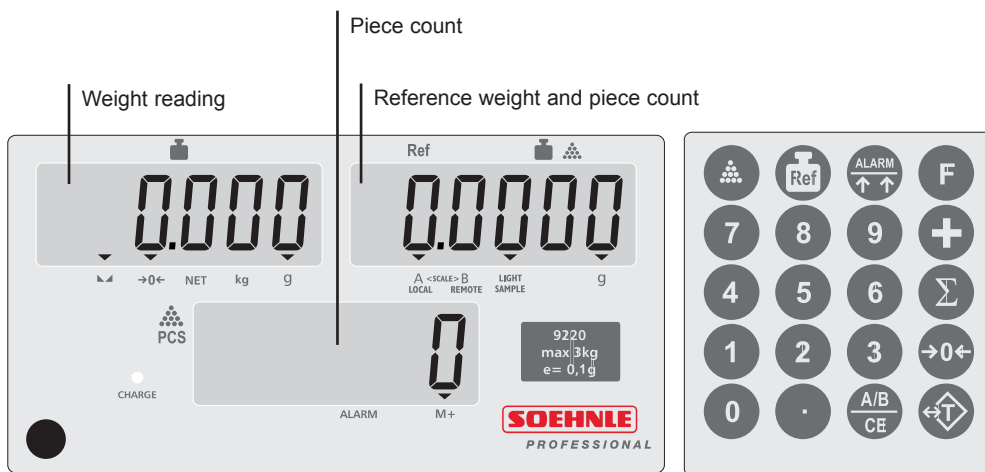 Piece count
Weight reading
Reference weight and piece count
0.000
→0← NET kg g
Ref
0.0000
A <SCALE> B LIGHT g
LOCAL REMOTE SAMPLE
PCS
0
CHARGE
ALARM M+
9220
max 3kg
e= 0,1g
SOEHNLE
PROFESSIONAL
Ref ALARM F
↑ ↑
7 8 9 +
4 5 6 Σ
1 2 3 →0←
0 . A/B T
CE